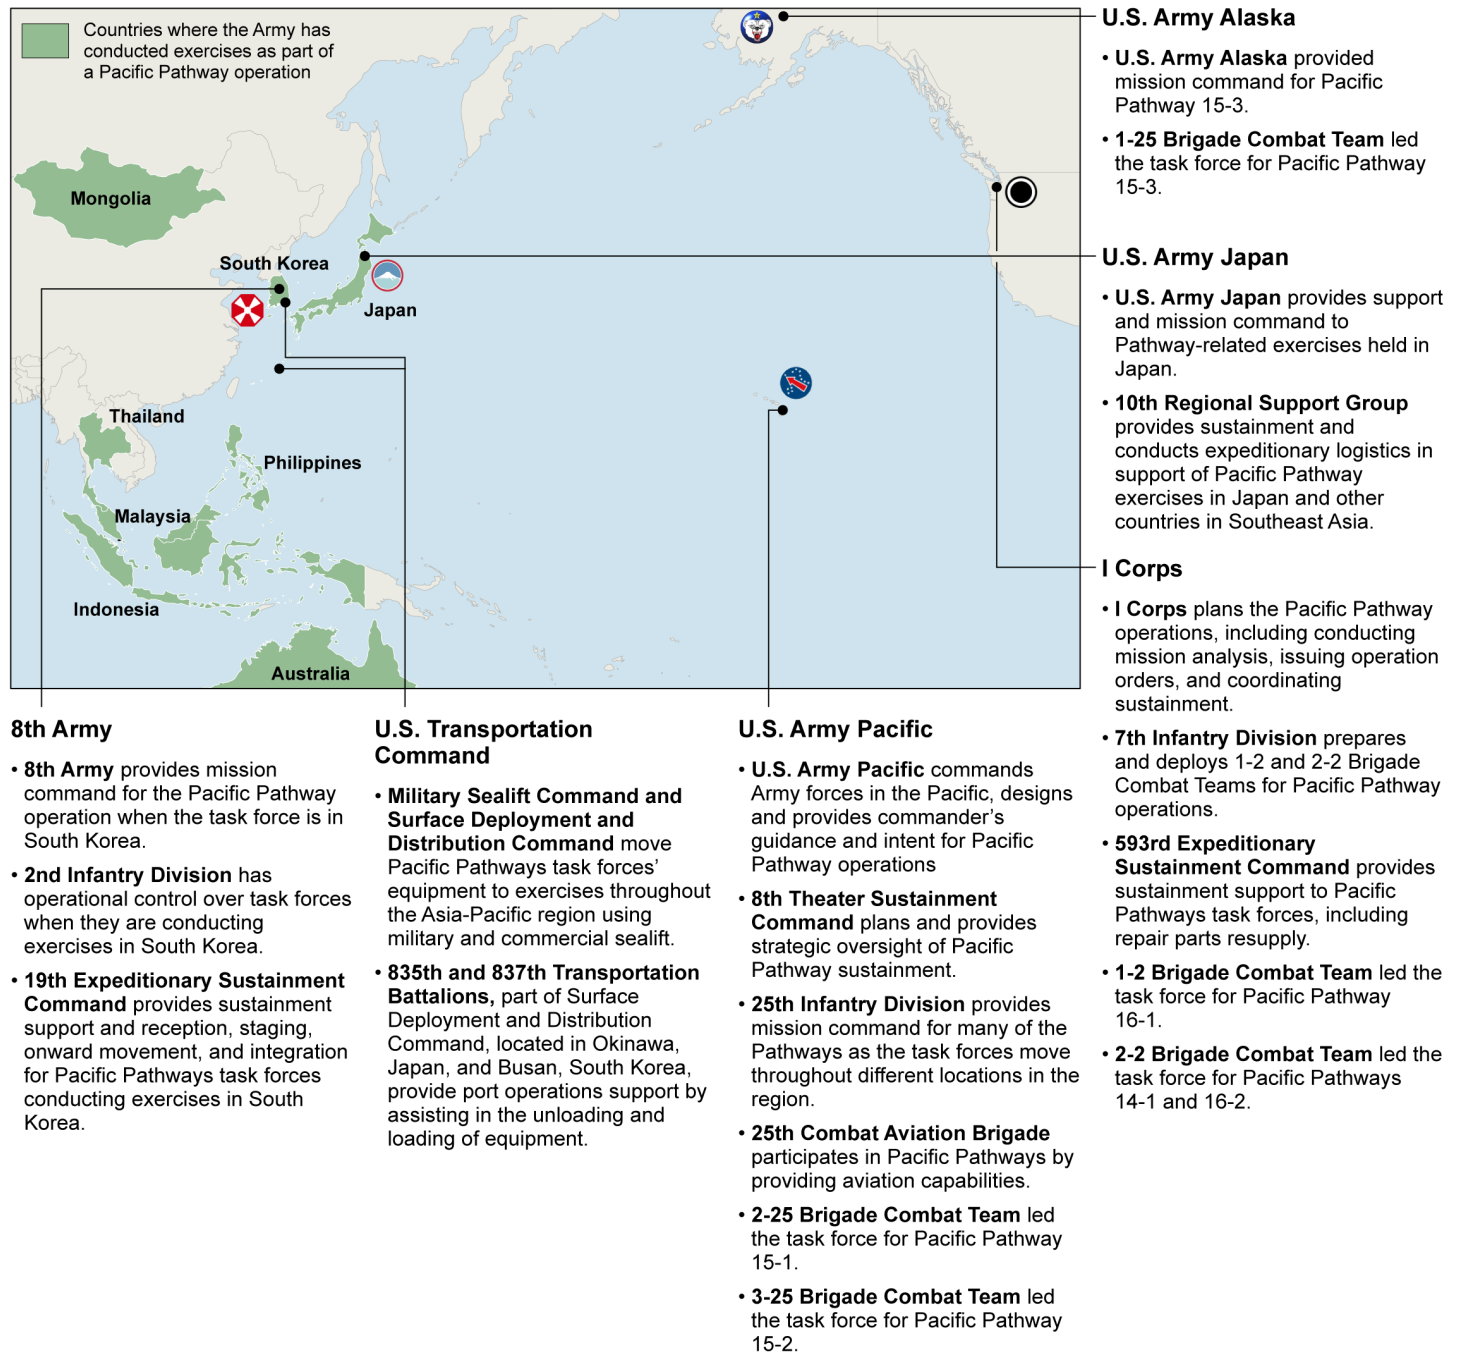 Countries where the Army has
conducted exercises as part of
a Pacific Pathway operation
Mongolia
South Korea
Japan
Thailand
Philippines
Malaysia
Indonesia
Australia
U.S. Army Alaska
• U.S. Army Alaska provided
mission command for Pacific
Pathway 15-3.
• 1-25 Brigade Combat Team led
the task force for Pacific Pathway
15-3.
U.S. Army Japan
• U.S. Army Japan provides support
and mission command to
Pathway-related exercises held in
Japan.
• 10th Regional Support Group
provides sustainment and
conducts expeditionary logistics in
support of Pacific Pathway
exercises in Japan and other
countries in Southeast Asia.
I Corps
• I Corps plans the Pacific Pathway
operations, including conducting
mission analysis, issuing operation
orders, and coordinating
sustainment.
• 7th Infantry Division prepares
and deploys 1-2 and 2-2 Brigade
Combat Teams for Pacific Pathway
operations.
• 593rd Expeditionary
Sustainment Command provides
sustainment support to Pacific
Pathways task forces, including
repair parts resupply.
• 1-2 Brigade Combat Team led the
task force for Pacific Pathway
16-1.
• 2-2 Brigade Combat Team led the
task force for Pacific Pathways
14-1 and 16-2.
8th Army
• 8th Army provides mission
command for the Pacific Pathway
operation when the task force is in
South Korea.
• 2nd Infantry Division has
operational control over task forces
when they are conducting
exercises in South Korea.
• 19th Expeditionary Sustainment
Command provides sustainment
support and reception, staging,
onward movement, and integration
for Pacific Pathways task forces
conducting exercises in South
Korea.
U.S. Transportation
Command
• Military Sealift Command and
Surface Deployment and
Distribution Command move
Pacific Pathways task forces’
equipment to exercises throughout
the Asia-Pacific region using
military and commercial sealift.
• 835th and 837th Transportation
Battalions, part of Surface
Deployment and Distribution
Command, located in Okinawa,
Japan, and Busan, South Korea,
provide port operations support by
assisting in the unloading and
loading of equipment.
U.S. Army Pacific
• U.S. Army Pacific commands
Army forces in the Pacific, designs
and provides commander’s
guidance and intent for Pacific
Pathway operations
• 8th Theater Sustainment
Command plans and provides
strategic oversight of Pacific
Pathway sustainment.
• 25th Infantry Division provides
mission command for many of the
Pathways as the task forces move
throughout different locations in the
region.
• 25th Combat Aviation Brigade
participates in Pacific Pathways by
providing aviation capabilities.
• 2-25 Brigade Combat Team led
the task force for Pacific Pathway
15-1.
• 3-25 Brigade Combat Team led
the task force for Pacific Pathway
15-2.